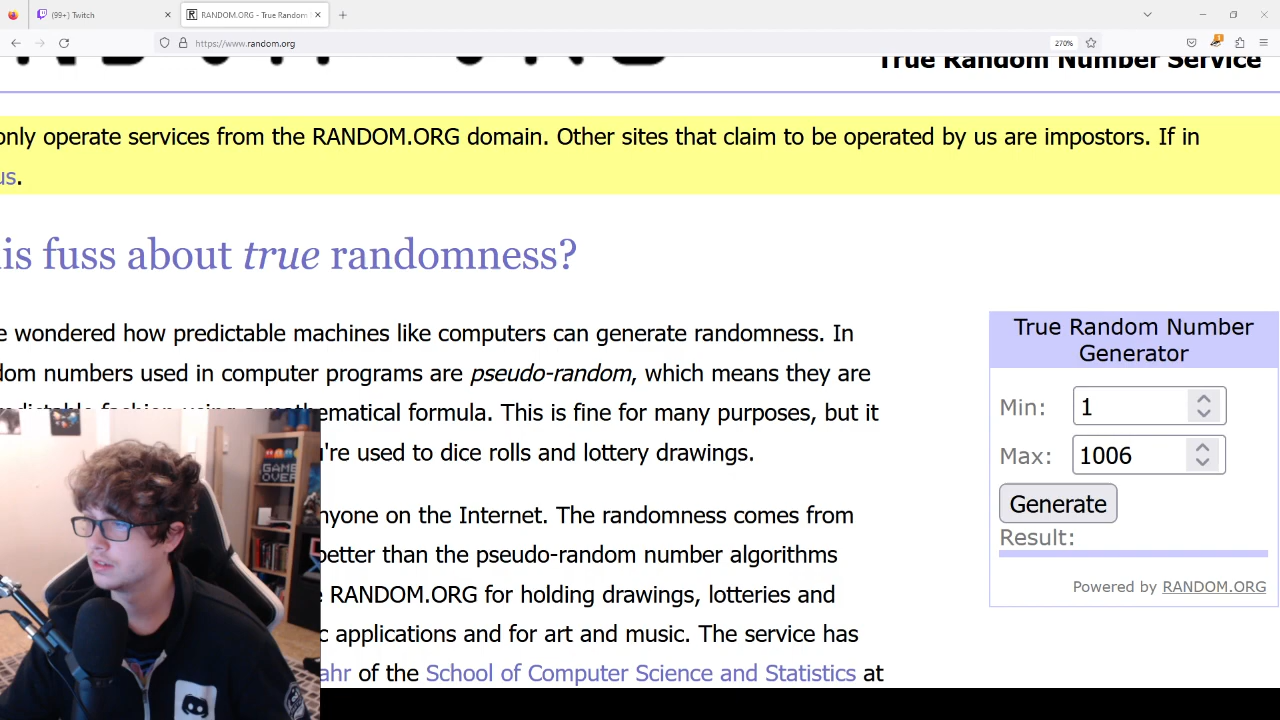 (99+) Twitch
RANDOM.ORG - True Random
https://www.random.org
270%
True Random Number Service
only operate services from the RANDOM.ORG domain. Other sites that claim to be operated by us are impostors. If in
us.
is fuss about true randomness?
e wondered how predictable machines like computers can generate randomness. In
dom numbers used in computer programs are pseudo-random, which means they are
mathematical formula. This is fine for many purposes, but it
're used to dice rolls and lottery drawings.
nyone on the Internet. The randomness comes from
better than the pseudo-random number algorithms
RANDOM.ORG for holding drawings, lotteries and
c applications and for art and music. The service has
ahr of the School of Computer Science and Statistics at
True Random Number
Generator
Min: 1
Max: 1006
Generate
Result:
Powered by RANDOM.ORG
GAME
OVER